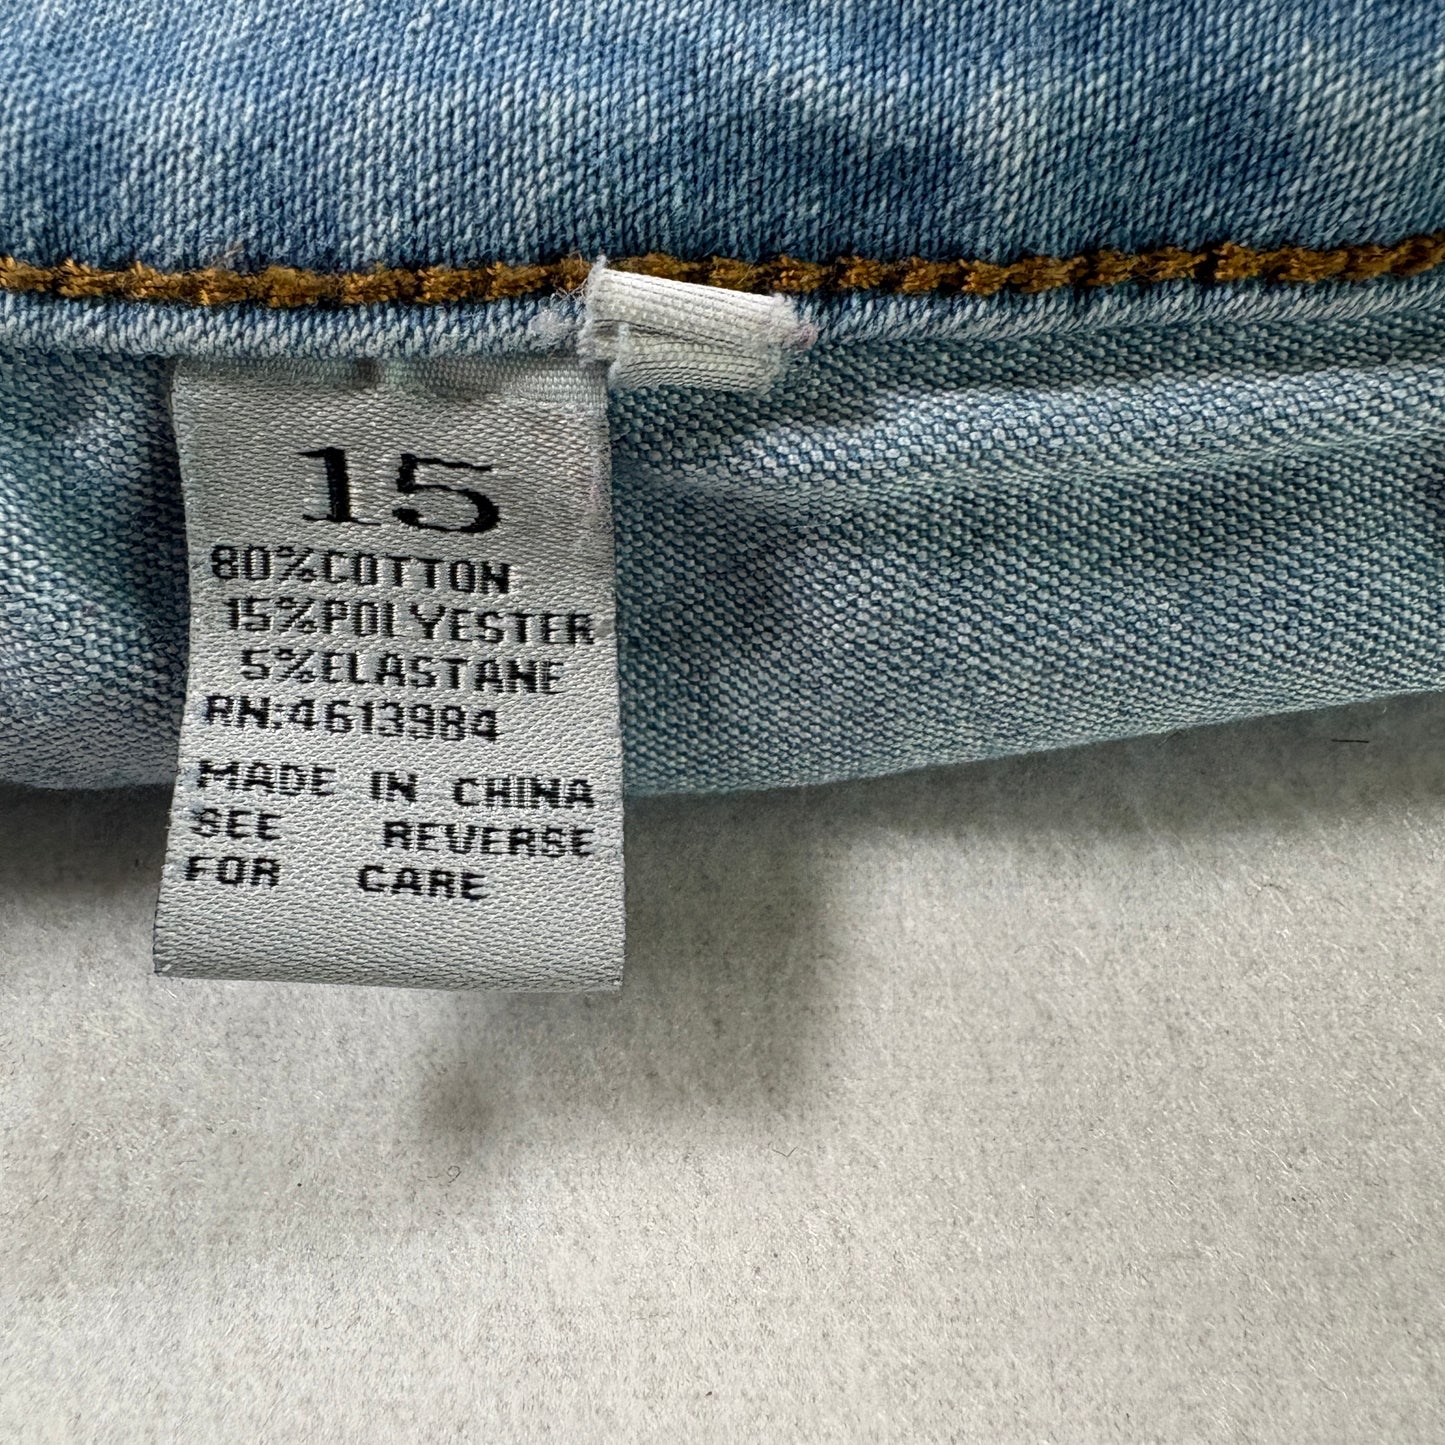 15
80%COTTON
15%POLYESTER
5%ELASTANE
RN:4613984
MADE IN CHINA
SEE REVERSE
FOR CARE